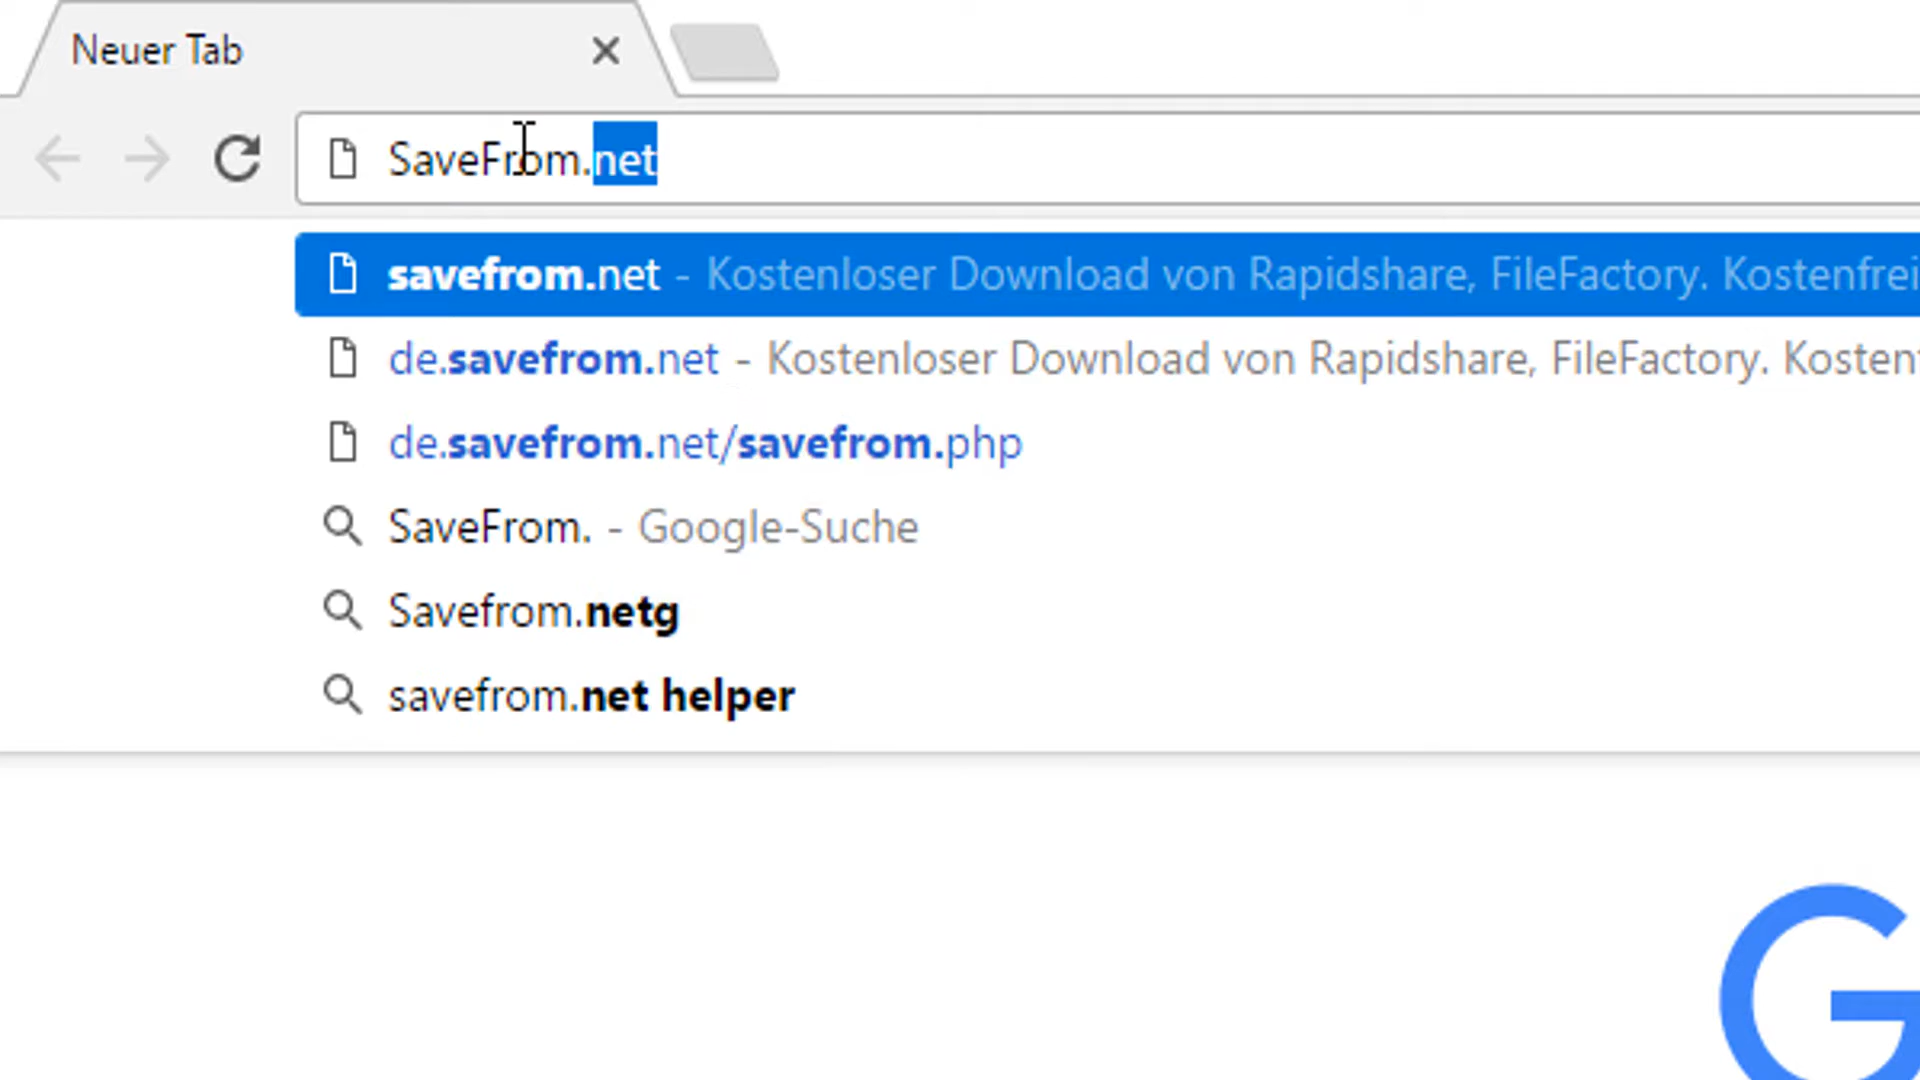 Neuer Tab
SaveFrom.net
savefrom.net - Kostenloser Download von Rapidshare, FileFactory. Kostenfrei
de.savefrom.net - Kostenloser Download von Rapidshare, FileFactory. Kosten
de.savefrom.net/savefrom.php
SaveFrom. - Google-Suche
Savefrom.netg
savefrom.net helper
G